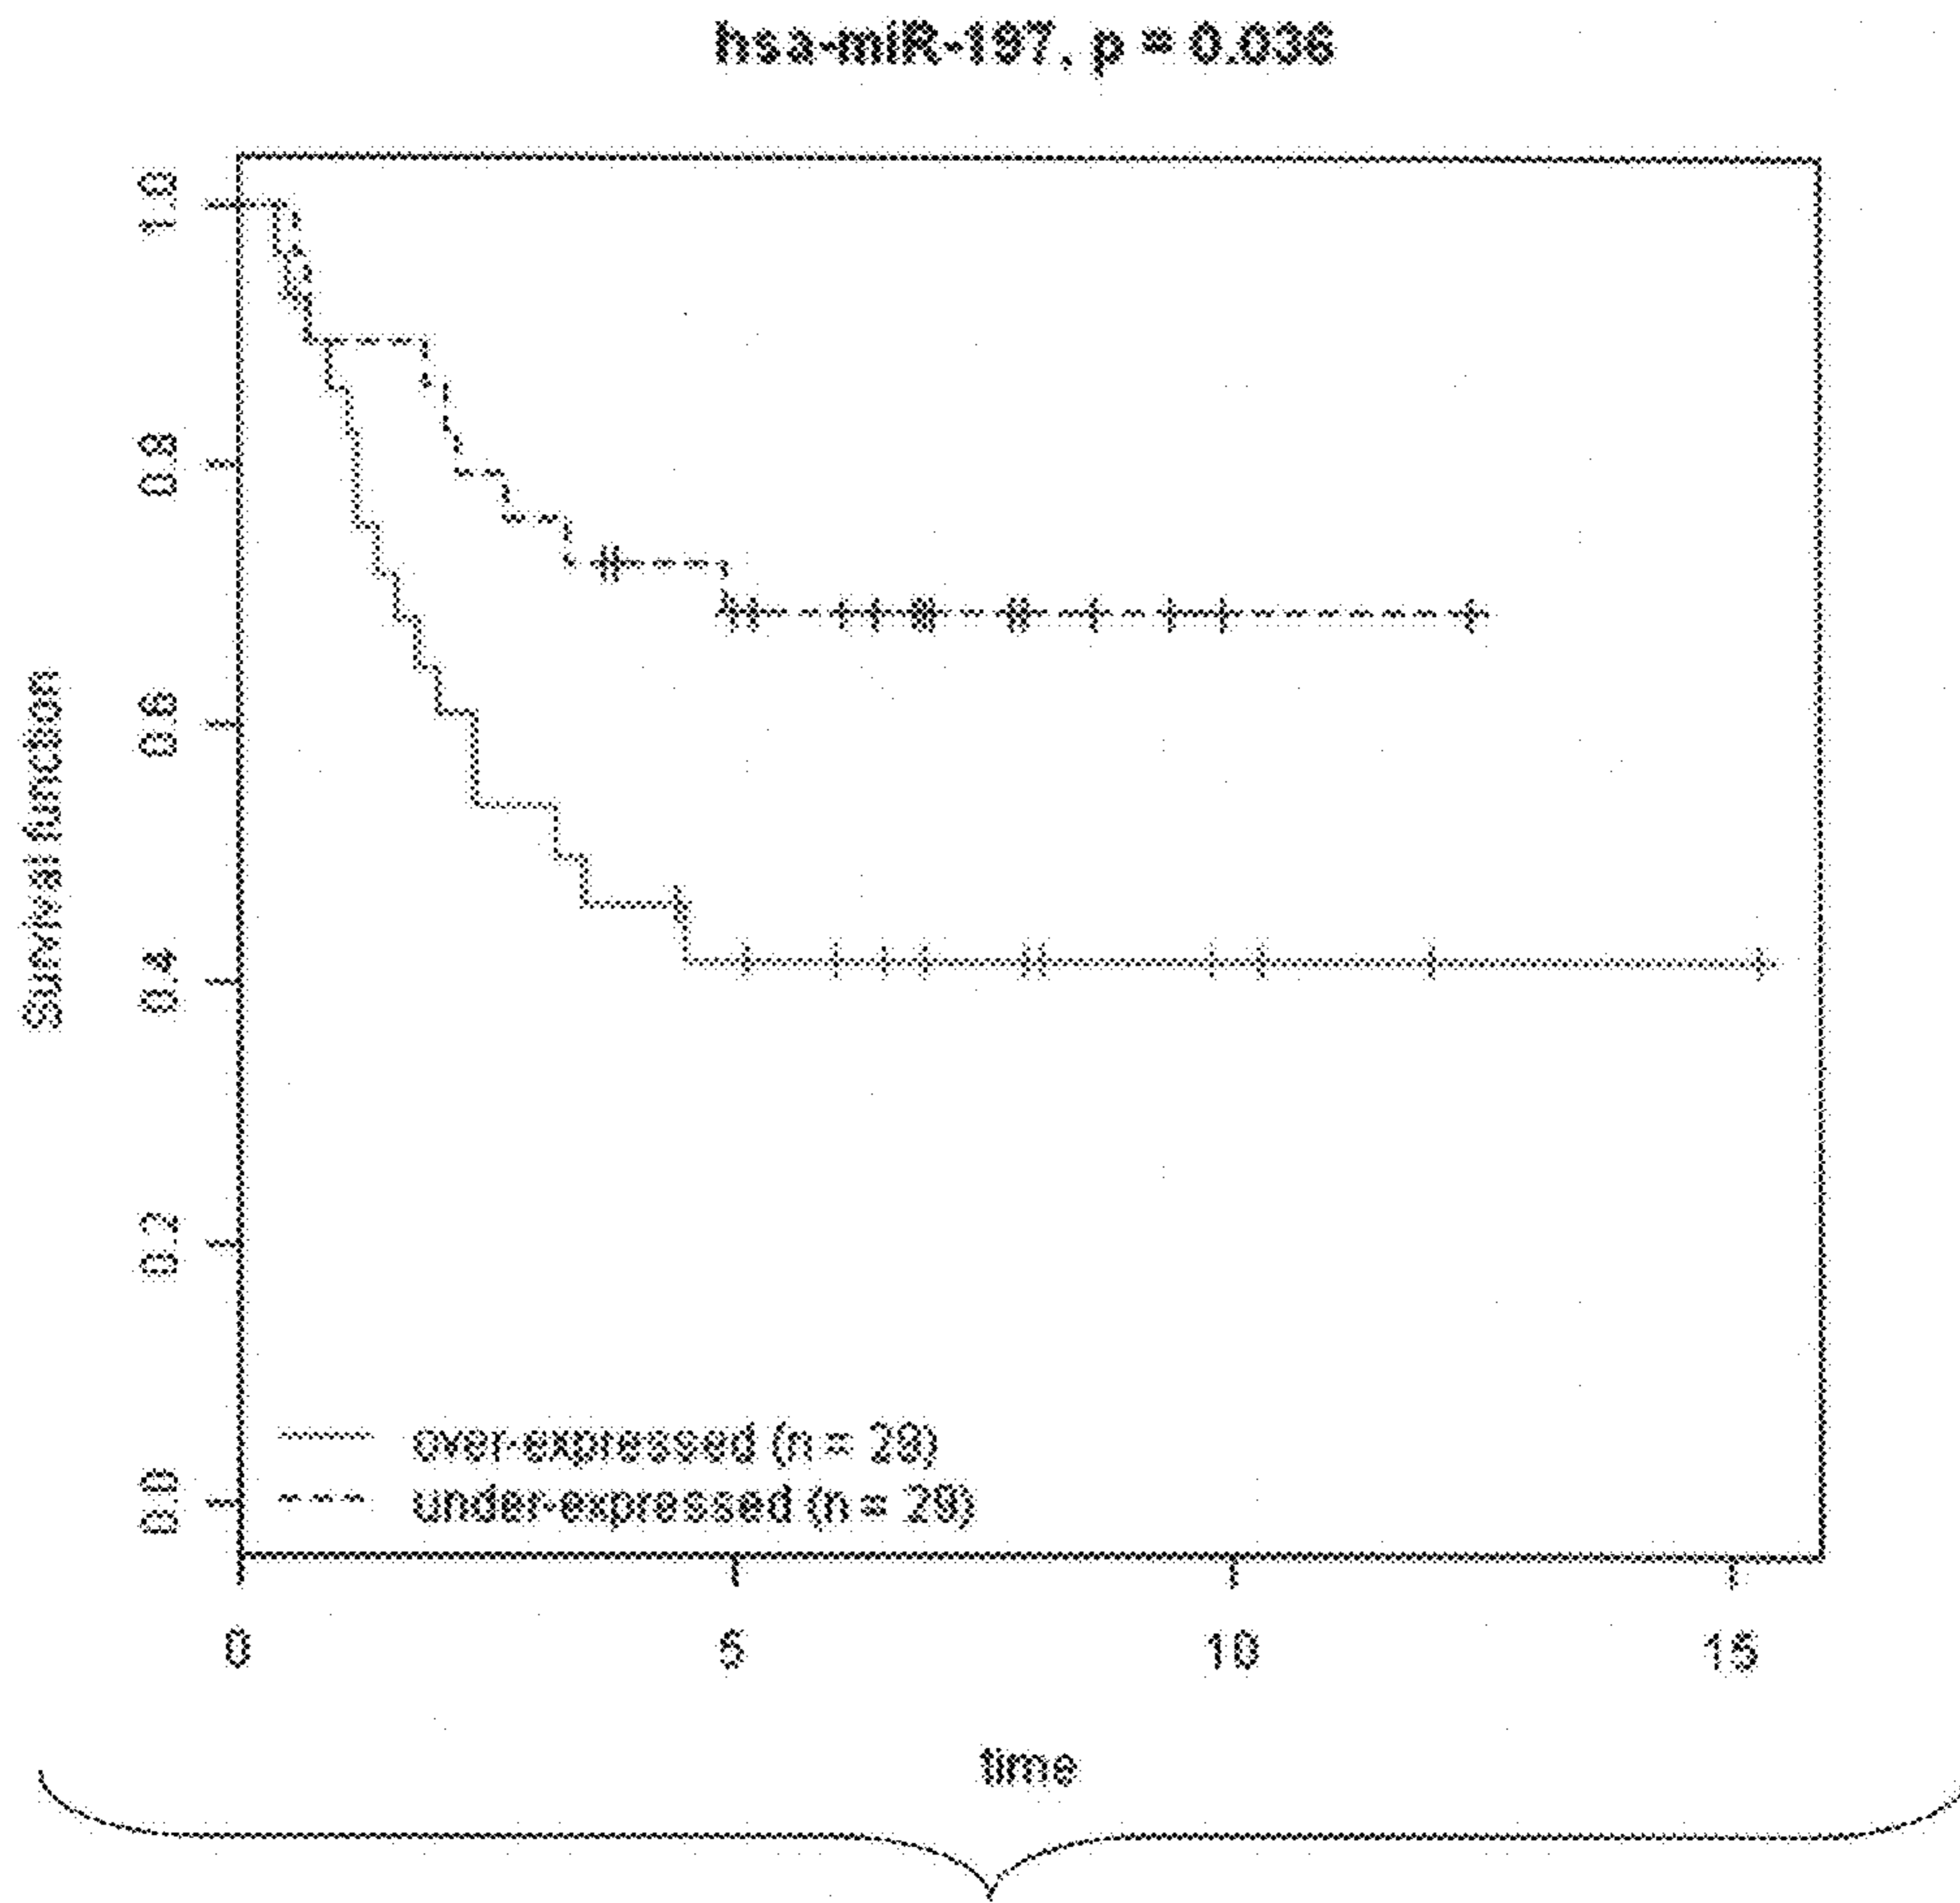 hsa-miR-197, p = 0.036
Survival function
1.0
0.8
0.6
0.4
0.2
0.0
over-expressed (n = 28)
under-expressed (n = 29)
0 5 10 15
time